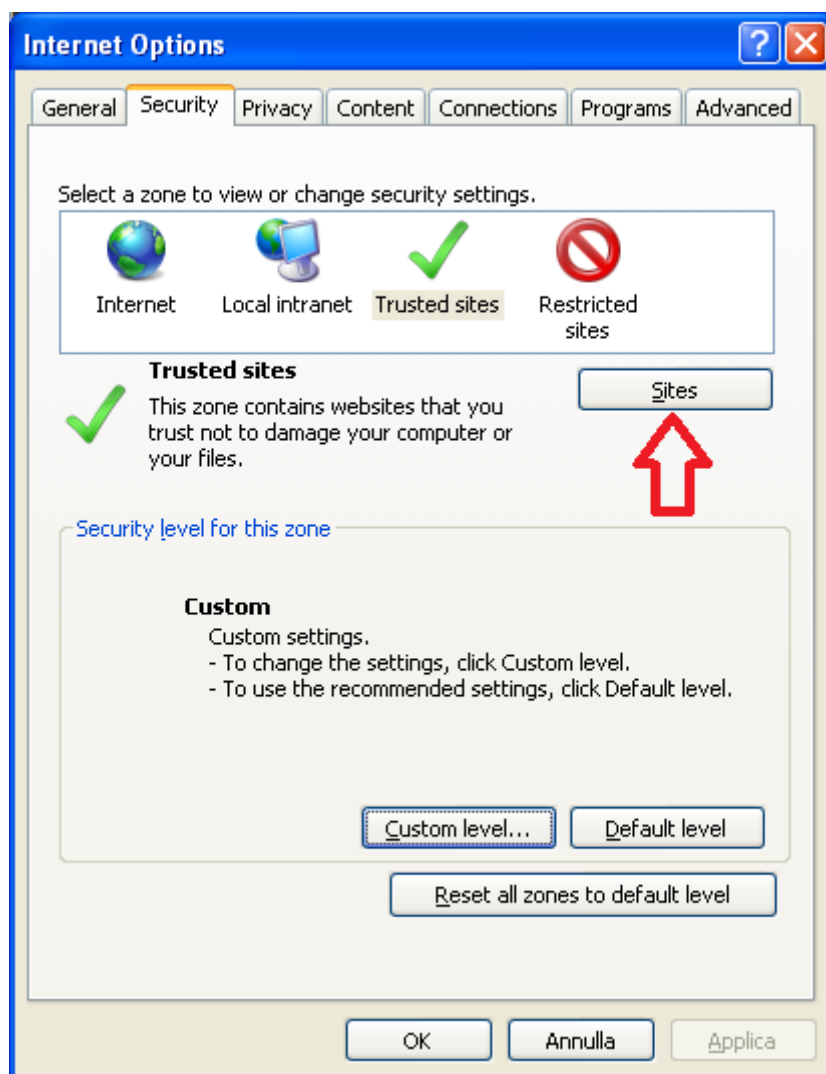 Internet Options
General Security Privacy Content Connections Programs Advanced
Select a zone to view or change security settings.
Internet Local intranet Trusted sites Restricted
sites
Trusted sites
Sites
This zone contains websites that you
trust not to damage your computer or
your files.
Security level for this zone
Custom
Custom settings.
- To change the settings, click Custom level.
- To use the recommended settings, click Default level.
Custom level... Default level
Reset all zones to default level
OK Annulla Applica